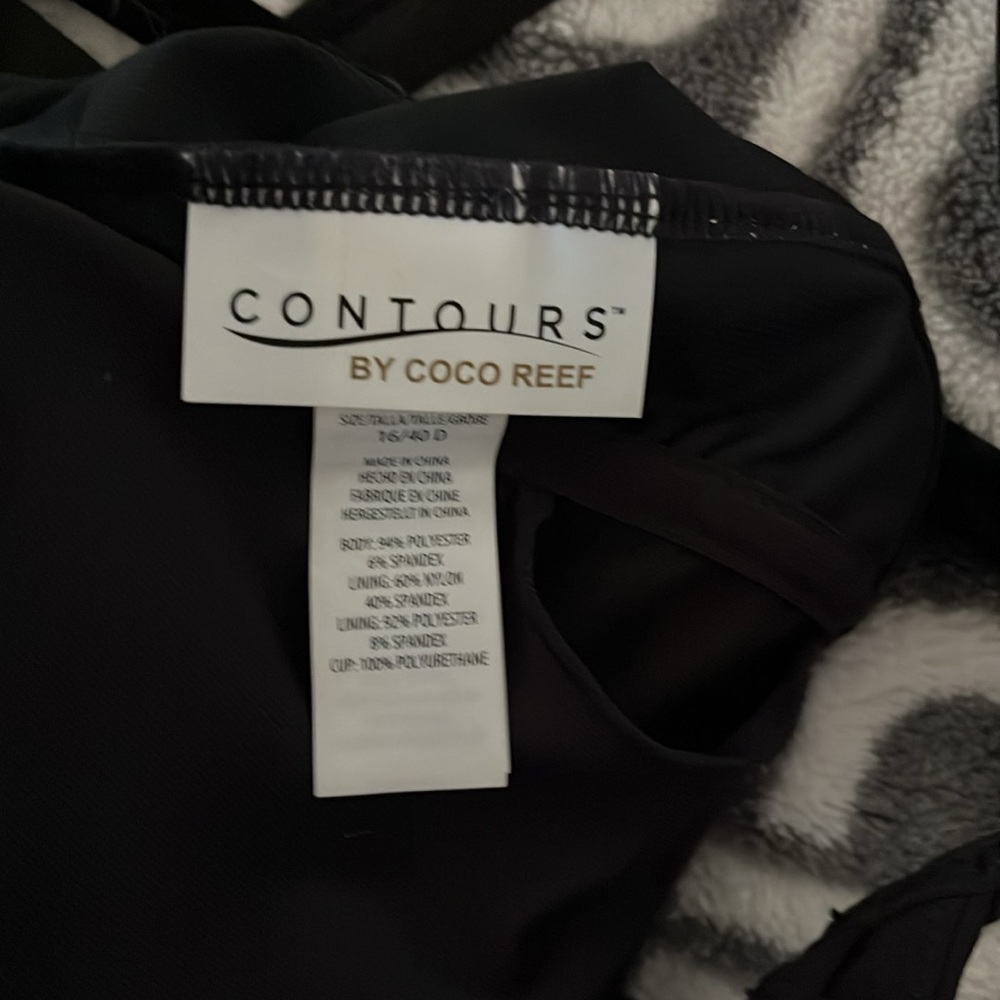 CONTOURS™
BY COCO REEF
SIZE/TALLA/TAILLE/GRÖBE
16/40 D
MADE IN CHINA
HECHO EN CHINA
FABRIQUE EN CHINE
HERGESTELLT IN CHINA
BODY: 94% POLYESTER
6% SPANDEX
LINING: 60% NYLON
40% SPANDEX
LINING: 92% POLYESTER
8% SPANDEX
CUP: 100% POLYURETHANE